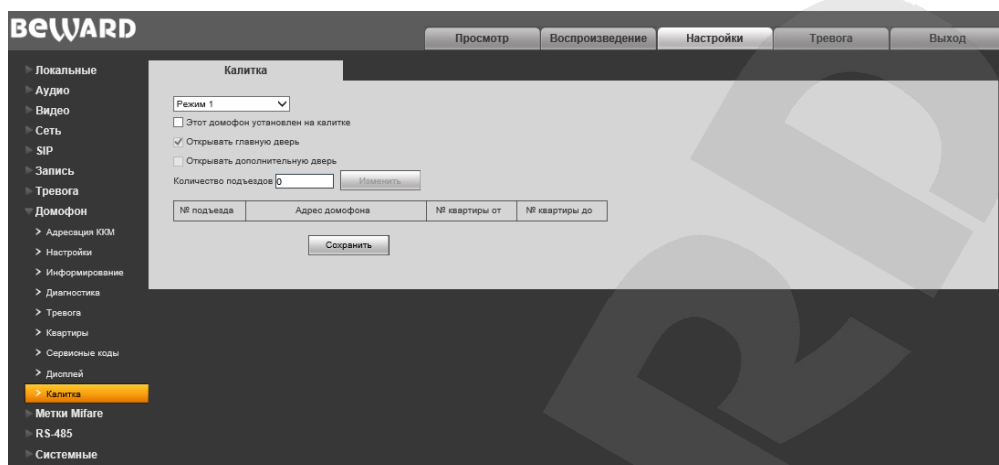 BEWARD
Просмотр Воспроизведение Настройки Тревога Выход
Локальные
Аудио
Видео
Сеть
SIP
Запись
Тревога
Домофон
Адресация ККМ
Настройки
Информирование
Диагностика
Тревога
Квартиры
Сервисные коды
Дисплей
Калитка
Метки Mifare
RS-485
Системные
Калитка
Режим 1
Этот домофон установлен на калитке
Открывать главную дверь
Открывать дополнительную дверь
Количество подъездов 0 Изменить
№ подъезда Адрес домофона № квартиры от № квартиры до
Сохранить